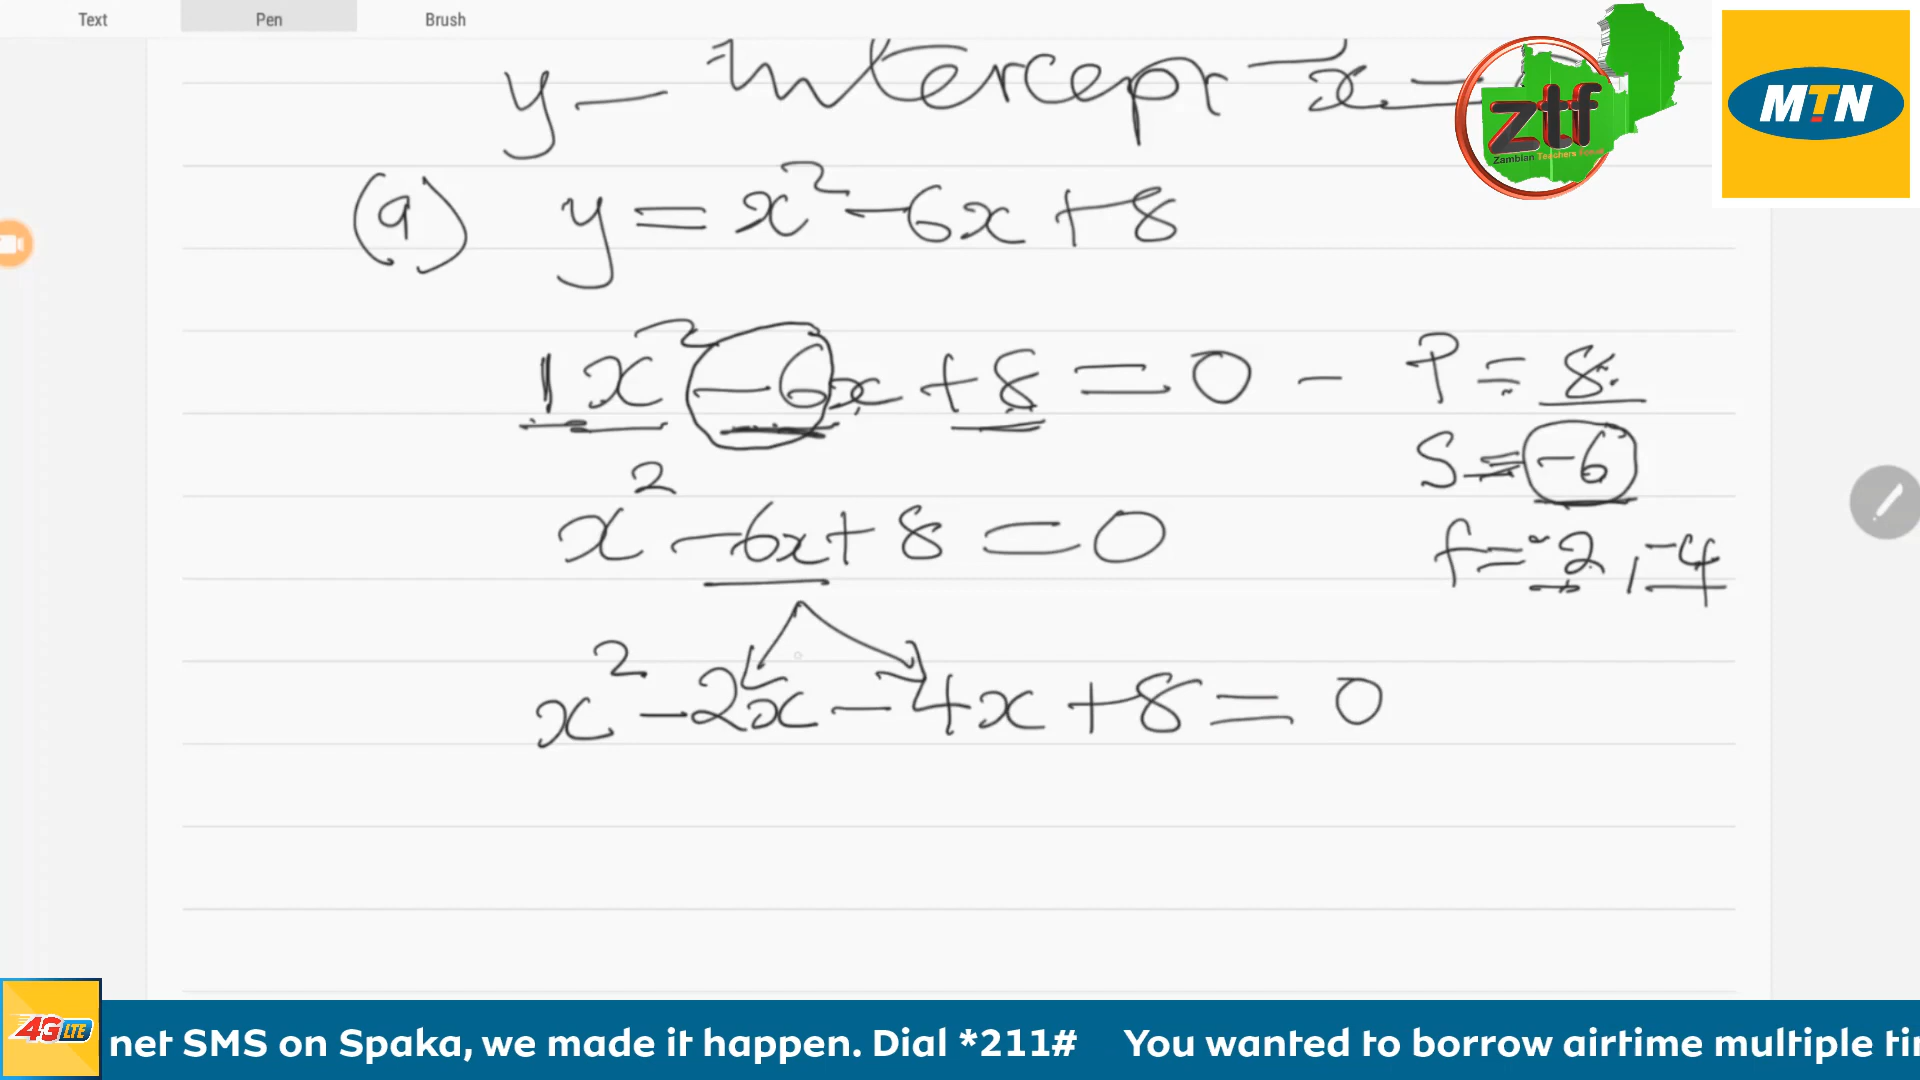 Text Pen Brush
y - Intercept x -
ztf
Zambian Teachers Focus
MTN
(a) y = x² - 6x + 8
1x² - 6x + 8 = 0 - P = 8
S = -6
x² - 6x + 8 = 0
f = -2, -4
x² - 2x - 4x + 8 = 0
4G LTE
net SMS on Spaka, we made it happen. Dial *211# You wanted to borrow airtime multiple